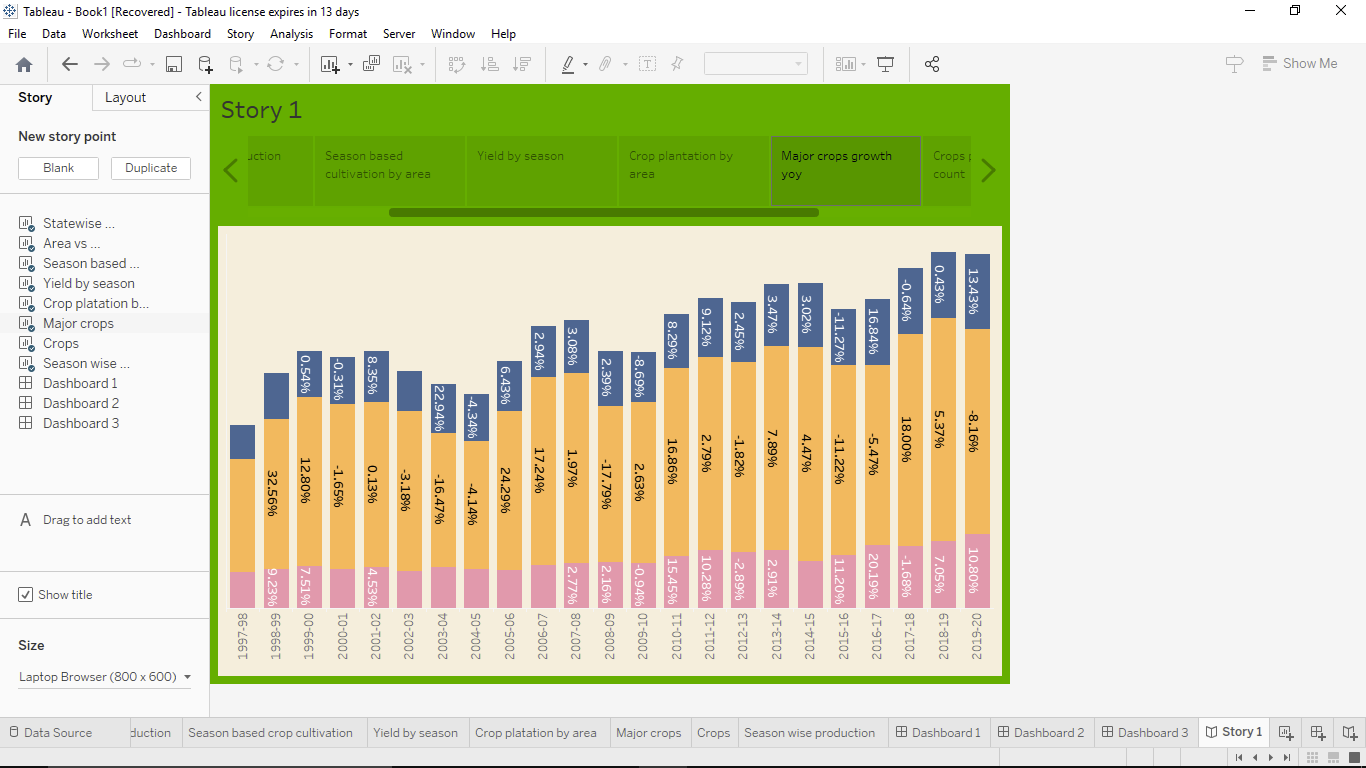 Tableau - Book1 [Recovered] - Tableau license expires in 13 days
File Data Worksheet Dashboard Story Analysis Format Server Window Help
Show Me
Story Layout
New story point
Blank Duplicate
Statewise ...
Area vs ...
Season based ...
Yield by season
Crop platation b...
Major crops
Crops
Season wise ...
Dashboard 1
Dashboard 2
Dashboard 3
A Drag to add text
Show title
Size
Laptop Browser (800 x 600)
Story 1
uction
Season based
cultivation by area
Yield by season
Crop plantation by
area
Major crops growth
yoy
Crops p
count
0.54% -0.31% 8.35% 22.94% -4.34% 6.43% 2.94% 3.08% 2.39% -8.69% 8.29% 9.12% 2.45% 3.47% 3.02% -11.27% 16.84% -0.64% 0.43% 13.43%
32.56% 12.80% -1.65% 0.13% -3.18% -16.47% -4.14% 24.29% 17.24% 1.97% -17.79% 2.63% 16.86% 2.79% -1.82% 7.89% 4.47% -11.22% -5.47% 18.00% 5.37% -8.16%
9.23% 7.51% 4.53% 2.77% 2.16% -0.94% 15.45% 10.28% -2.89% 2.91% 11.20% 20.19% -1.68% 7.05% 10.80%
1997-98 1998-99 1999-00 2000-01 2001-02 2002-03 2003-04 2004-05 2005-06 2006-07 2007-08 2008-09 2009-10 2010-11 2011-12 2012-13 2013-14 2014-15 2015-16 2016-17 2017-18 2018-19 2019-20
Data Source duction Season based crop cultivation Yield by season Crop platation by area Major crops Crops Season wise production Dashboard 1 Dashboard 2 Dashboard 3 Story 1